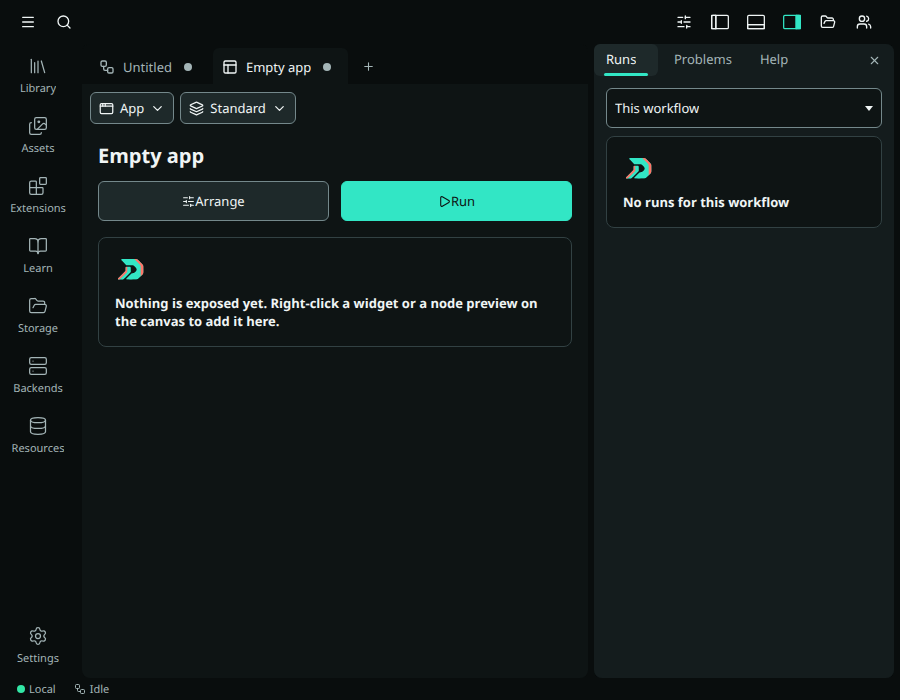 Untitled
Empty app
Runs
Problems
Help
Library
Assets
Extensions
Learn
Storage
Backends
Resources
Settings
App
Standard
Empty app
Arrange
Run
Nothing is exposed yet. Right-click a widget or a node preview on
the canvas to add it here.
This workflow
No runs for this workflow
Local
Idle